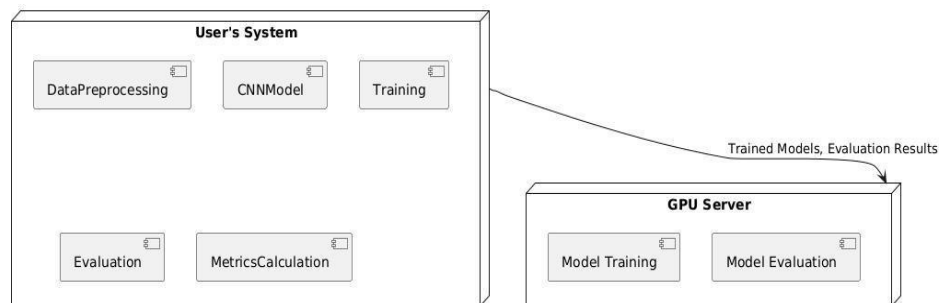 User's System
DataPreprocessing
CNNModel
Training
Trained Models, Evaluation Results
GPU Server
Evaluation
MetricsCalculation
Model Training
Model Evaluation